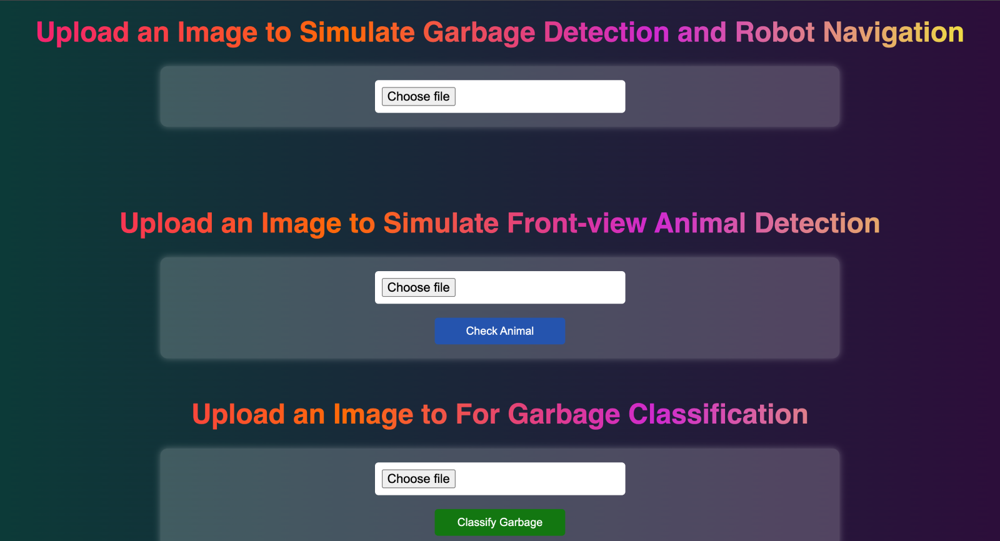 Upload an Image to Simulate Garbage Detection and Robot Navigation
Choose file
Upload an Image to Simulate Front-view Animal Detection
Choose file
Check Animal
Upload an Image to For Garbage Classification
Choose file
Classify Garbage